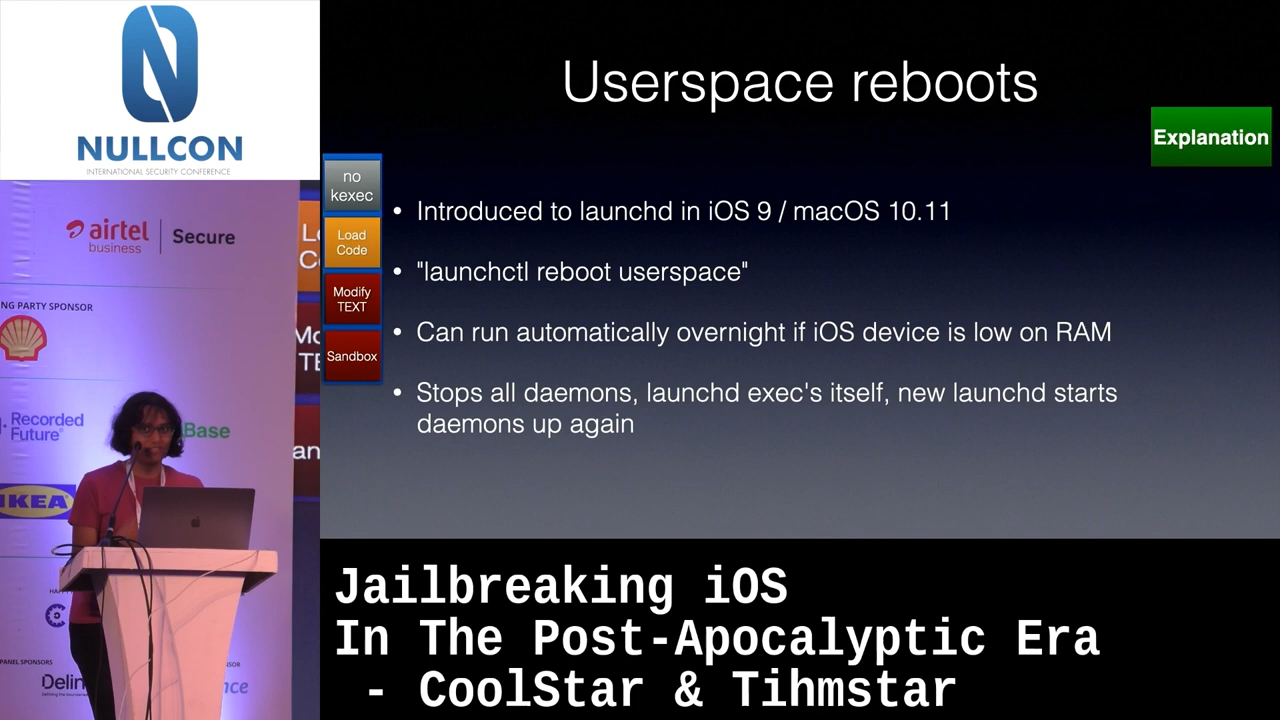 NULLCON
INTERNATIONAL SECURITY CONFERENCE
airtel
business
Secure
NG PARTY SPONSOR
Recorded
Future
Base
IKEA
PANEL SPONSORS
Delin
SOR
nce
Userspace reboots
Explanation
no
kexec
Load
Code
Modify
TEXT
Sandbox
• Introduced to launchd in iOS 9 / macOS 10.11
• "launchctl reboot userspace"
• Can run automatically overnight if iOS device is low on RAM
• Stops all daemons, launchd exec's itself, new launchd starts
daemons up again
Jailbreaking iOS
In The Post-Apocalyptic Era
- CoolStar & Tihmstar